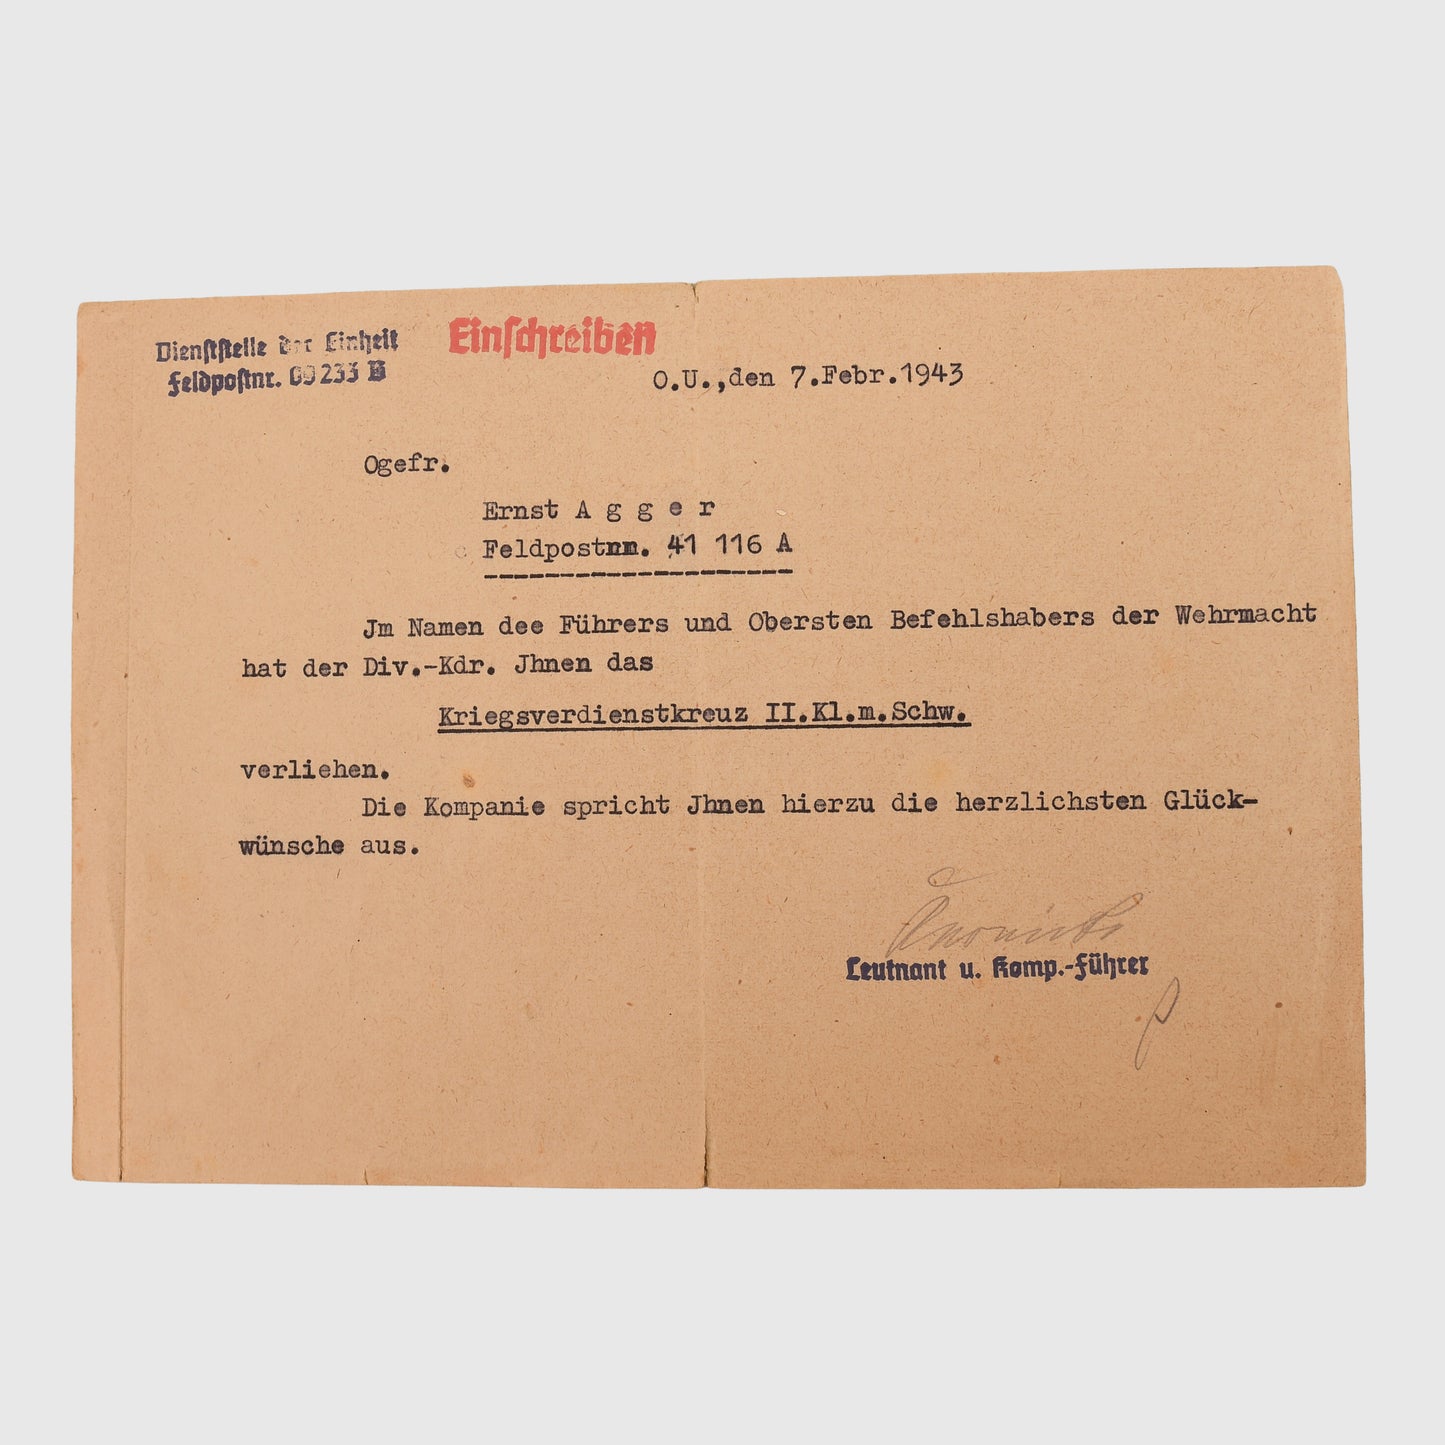 Dienststelle der Einheit
Feldpostnr. 09233 B
Einschreiben
O.U.,den 7.Febr.1943
Ogefr.
Ernst A g g e r
Feldpostnr. 41 116 A
Jm Namen dee Führers und Obersten Befehlshabers der Wehrmacht
hat der Div.-Kdr. Jhnen das
Kriegsverdienstkreuz II.Kl.m.Schw.
verliehen.
Die Kompanie spricht Jhnen hierzu die herzlichsten Glück-
wünsche aus.
Leutnant u. Komp.-Führer